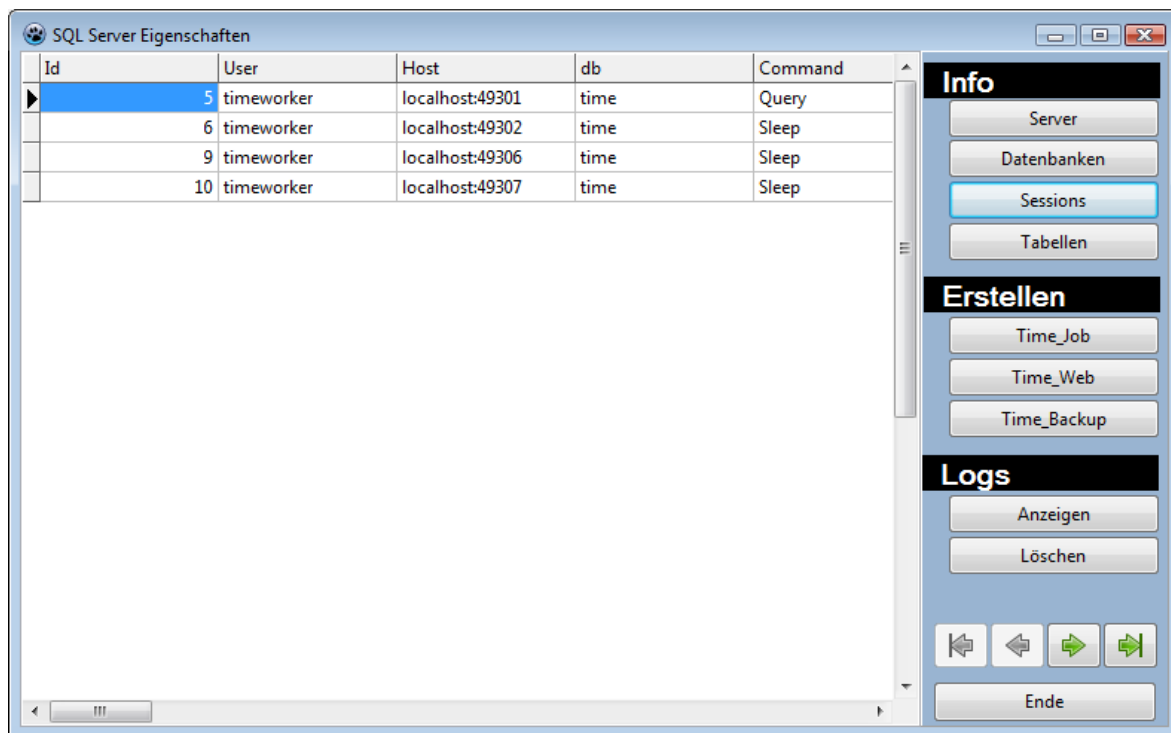 SQL Server Eigenschaften
Id User Host db Command
5 timeworker localhost:49301 time Query
6 timeworker localhost:49302 time Sleep
9 timeworker localhost:49306 time Sleep
10 timeworker localhost:49307 time Sleep
Info
Server
Datenbanken
Sessions
Tabellen
Erstellen
Time_Job
Time_Web
Time_Backup
Logs
Anzeigen
Löschen
Ende